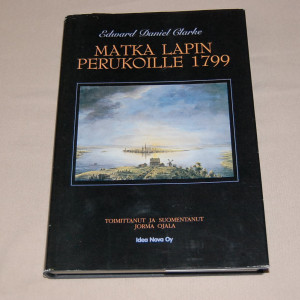 Edward Daniel Clarke
MATKA LAPIN
PERUKOILLE 1799
TOIMITTANUT JA SUOMENTANUT
JORMA OJALA
Idea Nova Oy